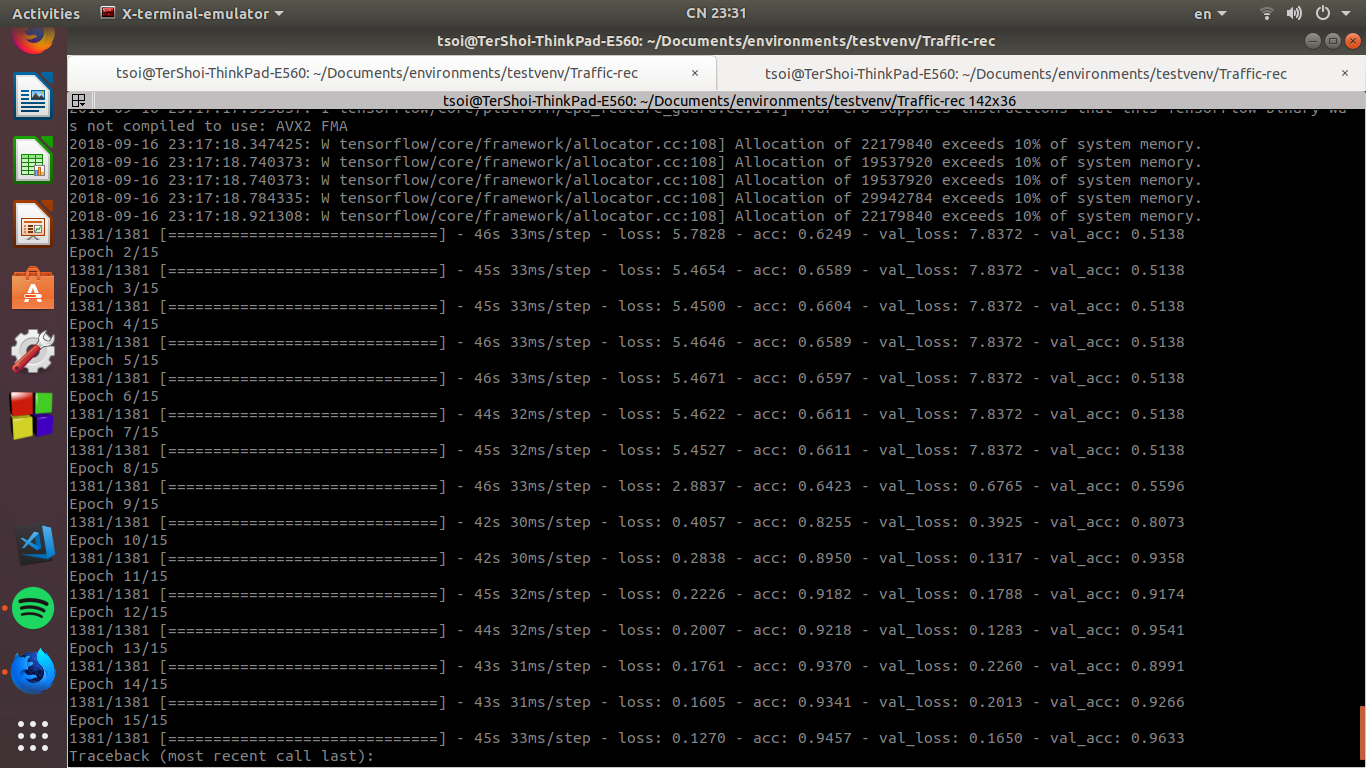 Activities
X-terminal-emulator
CN 23:31
en
tsoi@TerShoi-ThinkPad-E560: ~/Documents/environments/testvenv/Traffic-rec
tsoi@TerShoi-ThinkPad-E560: ~/Documents/environments/testvenv/Traffic-rec ×
tsoi@TerShoi-ThinkPad-E560: ~/Documents/environments/testvenv/Traffic-rec ×
tsoi@TerShoi-ThinkPad-E560: ~/Documents/environments/testvenv/Traffic-rec 142x36
s not compiled to use: AVX2 FMA
2018-09-16 23:17:18.347425: W tensorflow/core/framework/allocator.cc:108] Allocation of 22179840 exceeds 10% of system memory.
2018-09-16 23:17:18.740373: W tensorflow/core/framework/allocator.cc:108] Allocation of 19537920 exceeds 10% of system memory.
2018-09-16 23:17:18.740373: W tensorflow/core/framework/allocator.cc:108] Allocation of 19537920 exceeds 10% of system memory.
2018-09-16 23:17:18.784335: W tensorflow/core/framework/allocator.cc:108] Allocation of 29942784 exceeds 10% of system memory.
2018-09-16 23:17:18.921308: W tensorflow/core/framework/allocator.cc:108] Allocation of 22179840 exceeds 10% of system memory.
1381/1381 [==============================] - 46s 33ms/step - loss: 5.7828 - acc: 0.6249 - val_loss: 7.8372 - val_acc: 0.5138
Epoch 2/15
1381/1381 [==============================] - 45s 33ms/step - loss: 5.4654 - acc: 0.6589 - val_loss: 7.8372 - val_acc: 0.5138
Epoch 3/15
1381/1381 [==============================] - 45s 33ms/step - loss: 5.4500 - acc: 0.6604 - val_loss: 7.8372 - val_acc: 0.5138
Epoch 4/15
1381/1381 [==============================] - 46s 33ms/step - loss: 5.4646 - acc: 0.6589 - val_loss: 7.8372 - val_acc: 0.5138
Epoch 5/15
1381/1381 [==============================] - 46s 33ms/step - loss: 5.4671 - acc: 0.6597 - val_loss: 7.8372 - val_acc: 0.5138
Epoch 6/15
1381/1381 [==============================] - 44s 32ms/step - loss: 5.4622 - acc: 0.6611 - val_loss: 7.8372 - val_acc: 0.5138
Epoch 7/15
1381/1381 [==============================] - 45s 32ms/step - loss: 5.4527 - acc: 0.6611 - val_loss: 7.8372 - val_acc: 0.5138
Epoch 8/15
1381/1381 [==============================] - 46s 33ms/step - loss: 2.8837 - acc: 0.6423 - val_loss: 0.6765 - val_acc: 0.5596
Epoch 9/15
1381/1381 [==============================] - 42s 30ms/step - loss: 0.4057 - acc: 0.8255 - val_loss: 0.3925 - val_acc: 0.8073
Epoch 10/15
1381/1381 [==============================] - 42s 30ms/step - loss: 0.2838 - acc: 0.8950 - val_loss: 0.1317 - val_acc: 0.9358
Epoch 11/15
1381/1381 [==============================] - 45s 32ms/step - loss: 0.2226 - acc: 0.9182 - val_loss: 0.1788 - val_acc: 0.9174
Epoch 12/15
1381/1381 [==============================] - 44s 32ms/step - loss: 0.2007 - acc: 0.9218 - val_loss: 0.1283 - val_acc: 0.9541
Epoch 13/15
1381/1381 [==============================] - 43s 31ms/step - loss: 0.1761 - acc: 0.9370 - val_loss: 0.2260 - val_acc: 0.8991
Epoch 14/15
1381/1381 [==============================] - 43s 31ms/step - loss: 0.1605 - acc: 0.9341 - val_loss: 0.2013 - val_acc: 0.9266
Epoch 15/15
1381/1381 [==============================] - 45s 33ms/step - loss: 0.1270 - acc: 0.9457 - val_loss: 0.1650 - val_acc: 0.9633
Traceback (most recent call last):